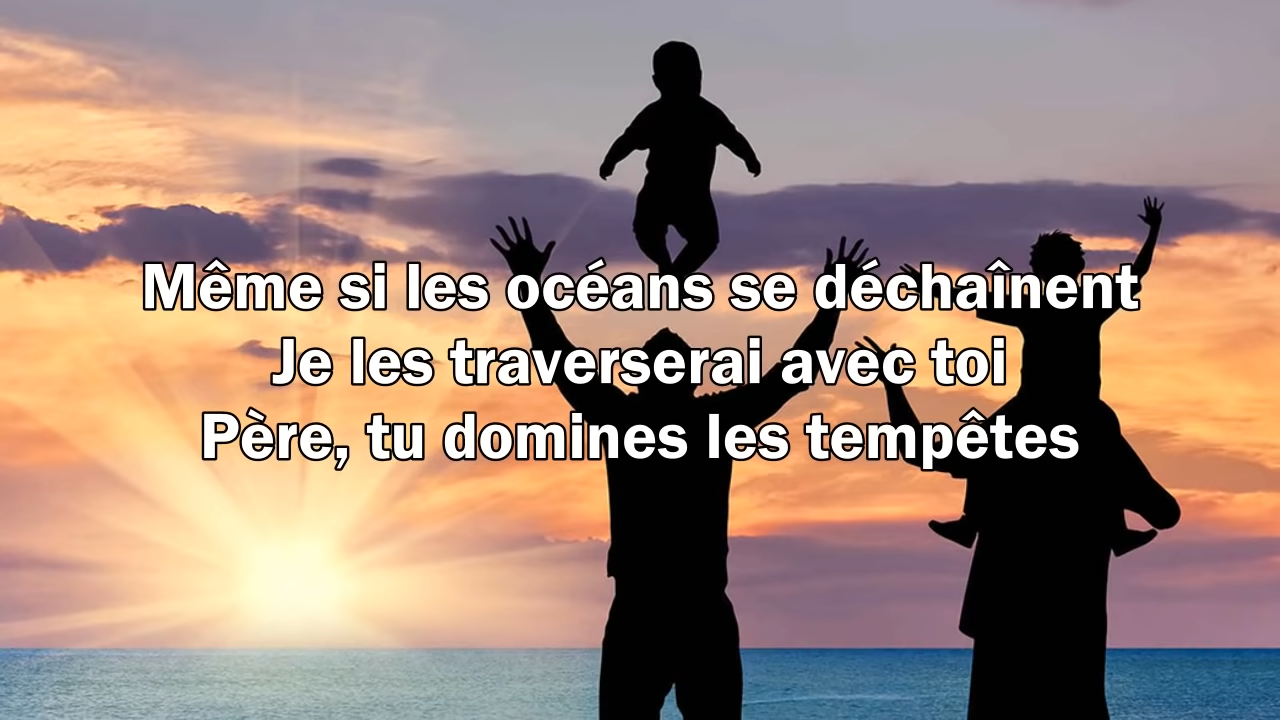 Même si les océans se déchaînent
Je les traverserai avec toi
Père, tu domines les tempêtes